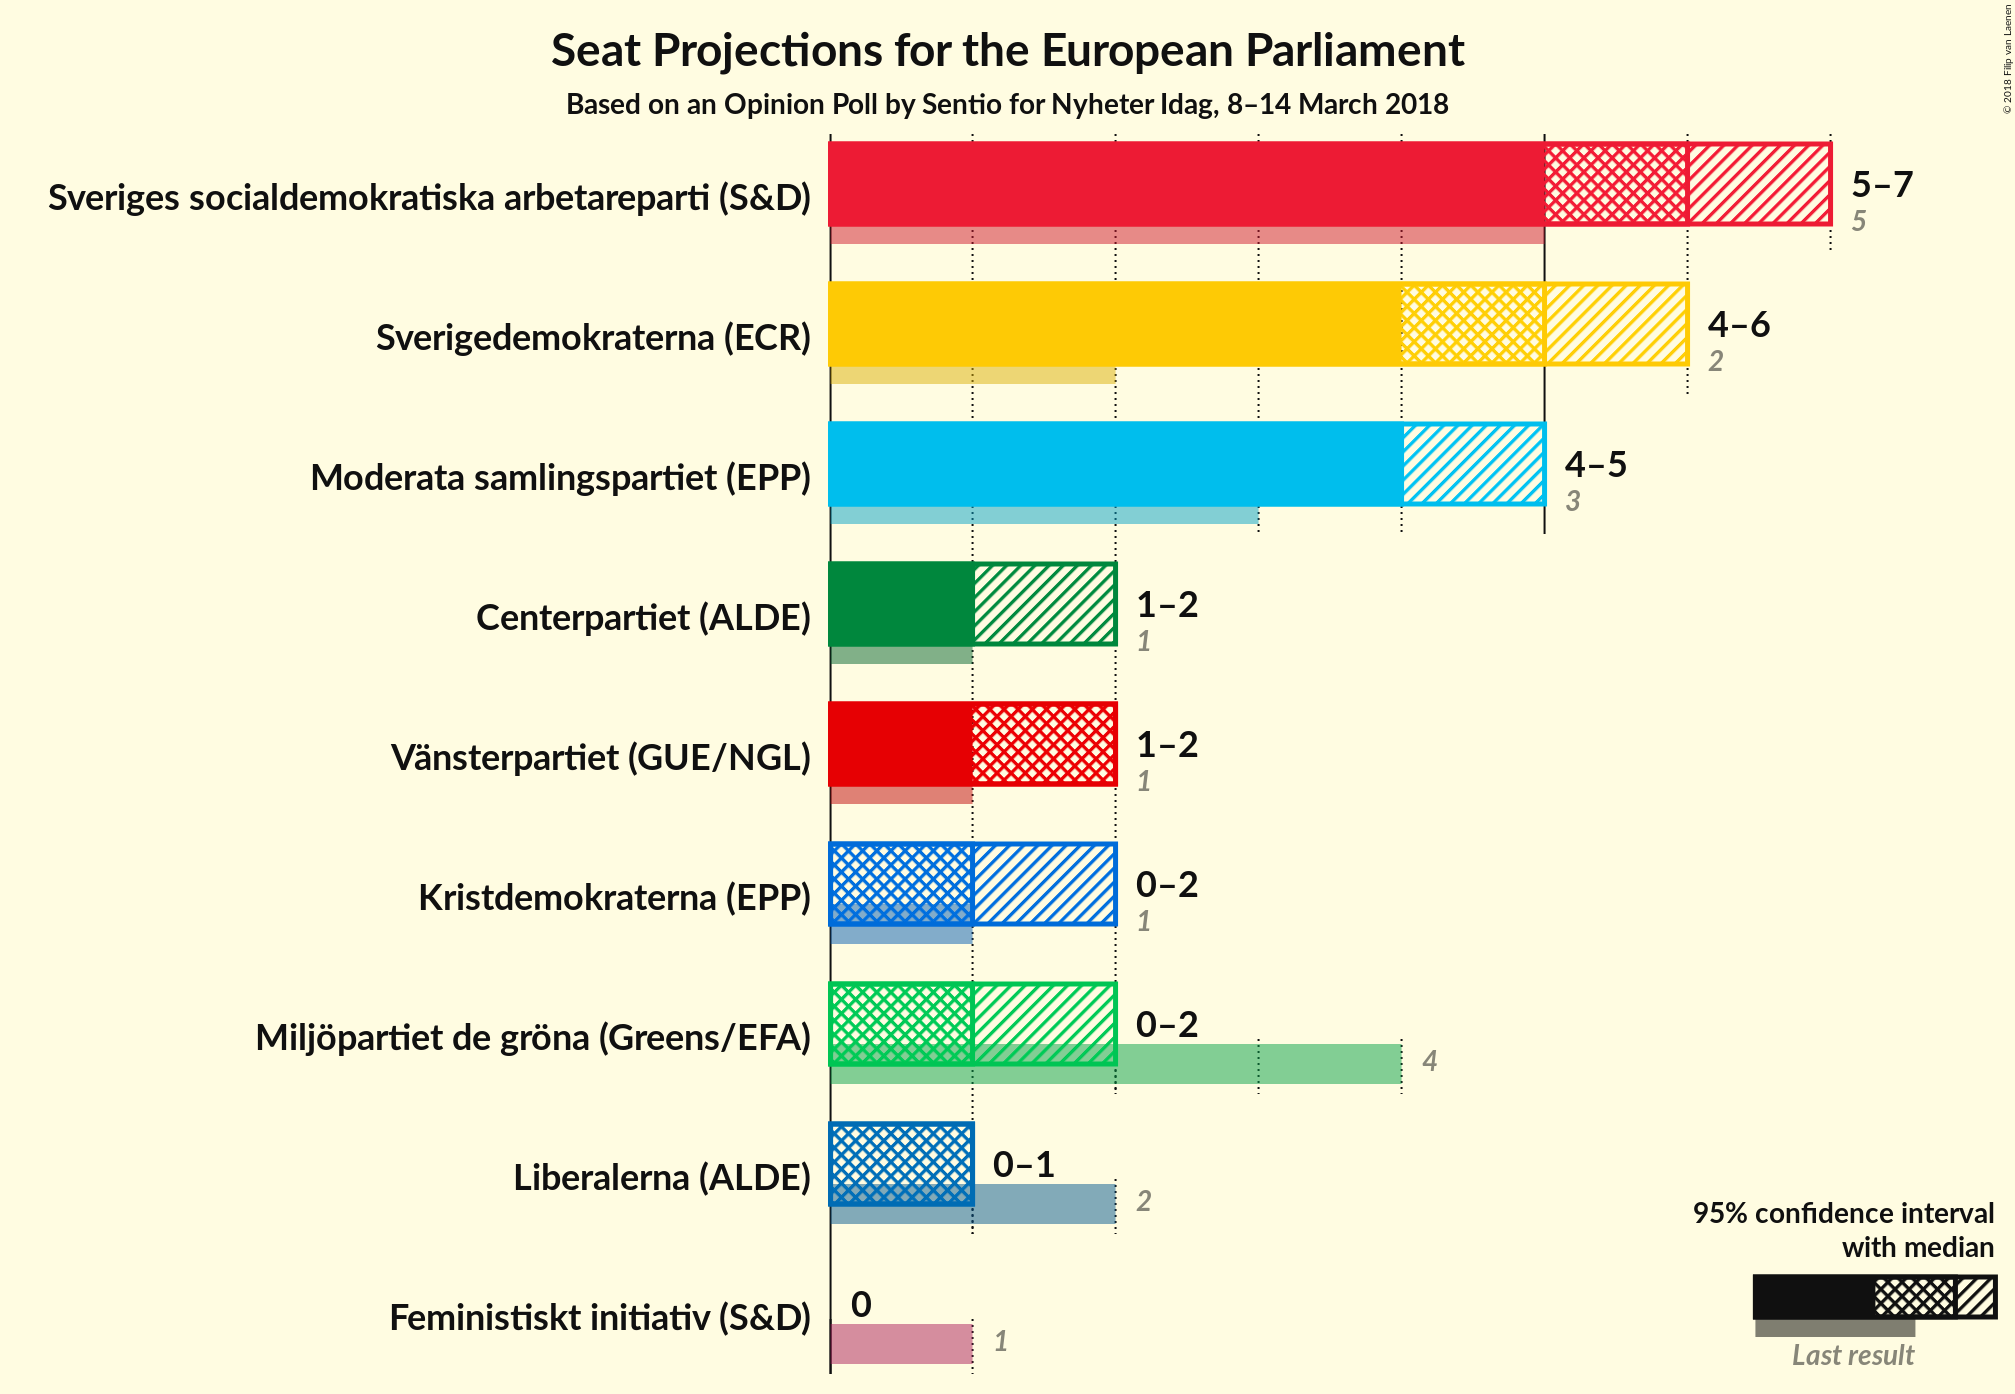 Seat Projections for the European Parliament
Based on an Opinion Poll by Sentio for Nyheter Idag, 8–14 March 2018
© 2018 Filip van Laenen
Sveriges socialdemokratiska arbetareparti (S&D)
5–7
5
Sverigedemokraterna (ECR)
4–6
2
Moderata samlingspartiet (EPP)
4–5
3
Centerpartiet (ALDE)
1–2
1
Vänsterpartiet (GUE/NGL)
1–2
1
Kristdemokraterna (EPP)
0–2
1
Miljöpartiet de gröna (Greens/EFA)
0–2
4
Liberalerna (ALDE)
0–1
2
Feministiskt initiativ (S&D)
0
1
95% confidence interval
with median
Last result